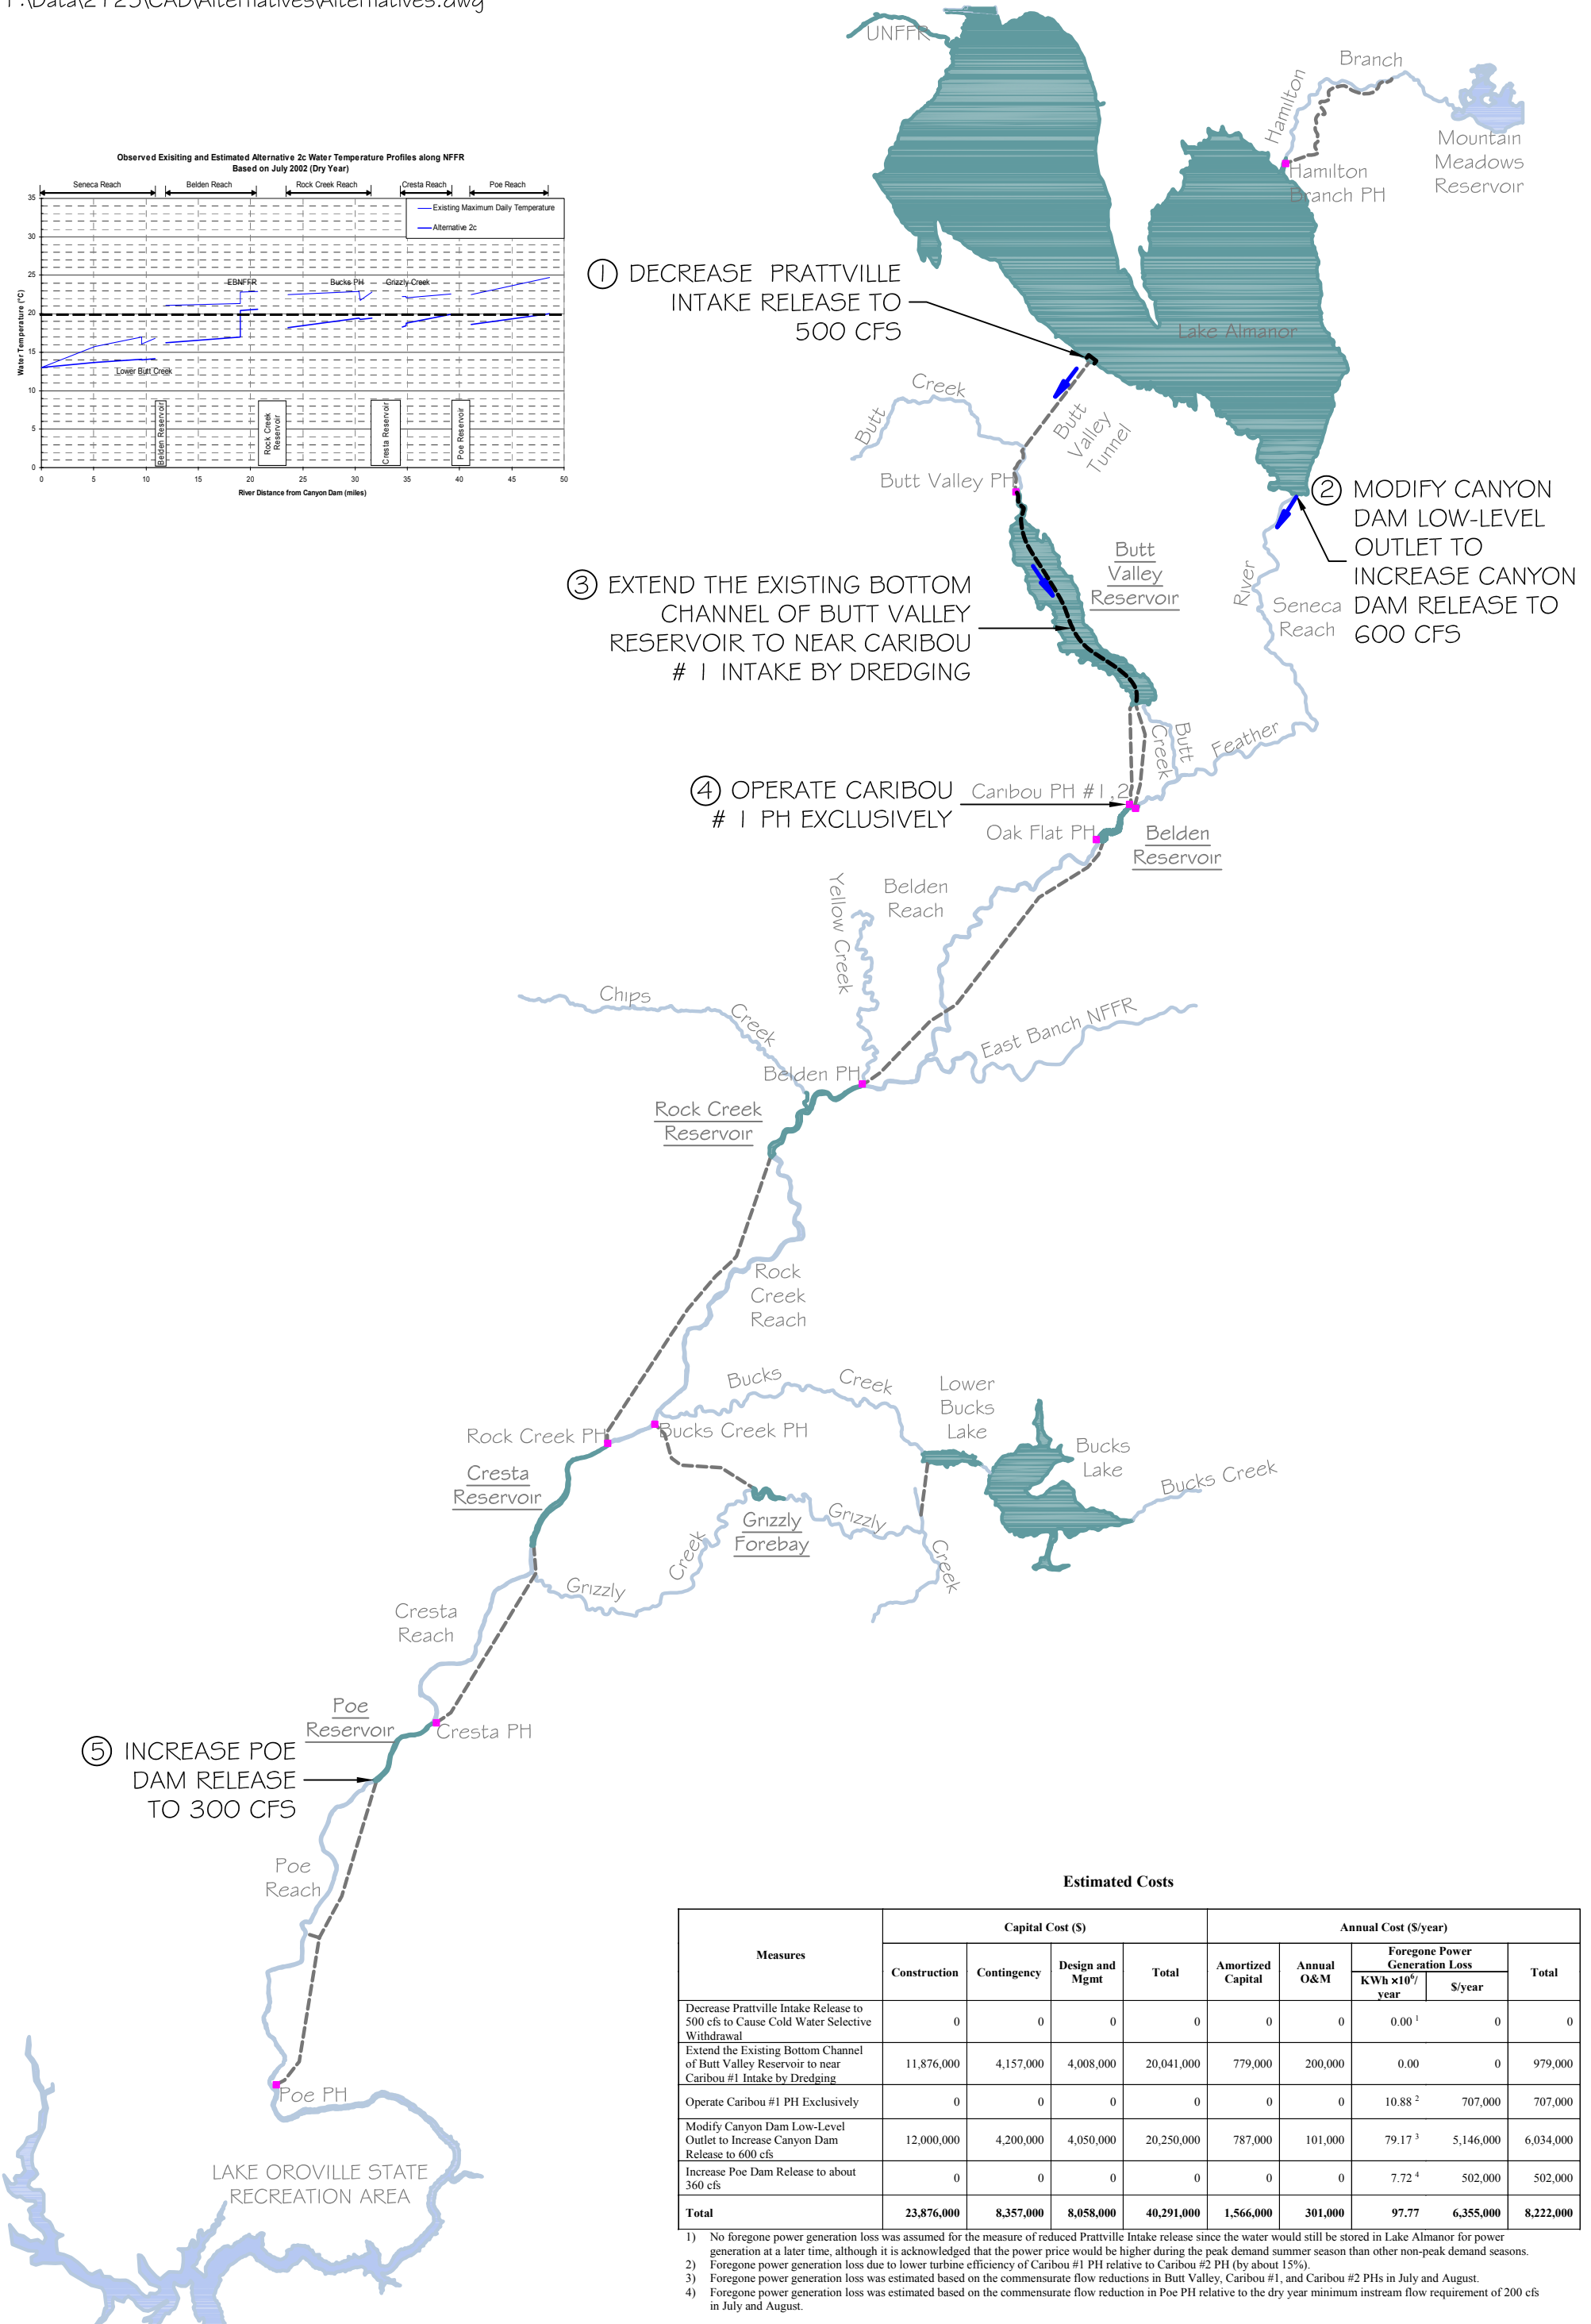 Observed Exisiting and Estimated Alternative 2c Water Temperature Profiles along NFFR
Based on July 2002 (Dry Year)
Seneca Reach
Belden Reach
Rock Creek Reach
Cresta Reach
Poe Reach
Existing Maximum Daily Temperature
Alternative 2c
EBNFFR
Bucks PH
Grizzly Creek
Lower Butt Creek
Belden Reservoir
Rock Creek
Reservoir
Cresta Reservoir
Poe Reservoir
Water Temperature (°C)
35
30
25
20
15
10
5
0
0 5 10 15 20 25 30 35 40 45 50
River Distance from Canyon Dam (miles)
UNFFR
Hamilton
Branch
Mountain
Meadows
Reservoir
Hamilton
Branch PH
Lake Almanor
1 DECREASE PRATTVILLE
INTAKE RELEASE TO
500 CFS
Butt
Creek
Butt
Valley
Tunnel
Butt Valley PH
2 MODIFY CANYON
DAM LOW-LEVEL
OUTLET TO
INCREASE CANYON
DAM RELEASE TO
600 CFS
Butt
Valley
Reservoir
River
Seneca
Reach
3 EXTEND THE EXISTING BOTTOM
CHANNEL OF BUTT VALLEY
RESERVOIR TO NEAR CARIBOU
# 1 INTAKE BY DREDGING
Butt
Creek
Feather
4 OPERATE CARIBOU
# 1 PH EXCLUSIVELY
Caribou PH #1,2
Oak Flat PH
Belden
Reservoir
Belden
Reach
Yellow Creek
Chips
Creek
East Banch NFFR
Belden PH
Rock Creek
Reservoir
Rock
Creek
Reach
Bucks
Creek
Lower
Bucks
Lake
Bucks
Lake
Bucks Creek
Rock Creek PH
Bucks Creek PH
Cresta
Reservoir
Grizzly
Forebay
Grizzly
Creek
Grizzly
Creek
Cresta
Reach
Poe
Reservoir
Cresta PH
5 INCREASE POE
DAM RELEASE
TO 300 CFS
Poe
Reach
Poe PH
LAKE OROVILLE STATE
RECREATION AREA
Estimated Costs
Measures
Capital Cost ($)
Annual Cost ($/year)
Construction
Contingency
Design and
Mgmt
Total
Amortized
Capital
Annual
O&M
Foregone Power
Generation Loss
KWh ×10⁶/
year
$/year
Total
Decrease Prattville Intake Release to
500 cfs to Cause Cold Water Selective
Withdrawal
0 0 0 0 0 0 0.00 ¹ 0 0
Extend the Existing Bottom Channel
of Butt Valley Reservoir to near
Caribou #1 Intake by Dredging
11,876,000 4,157,000 4,008,000 20,041,000 779,000 200,000 0.00 0 979,000
Operate Caribou #1 PH Exclusively
0 0 0 0 0 0 10.88 ² 707,000 707,000
Modify Canyon Dam Low-Level
Outlet to Increase Canyon Dam
Release to 600 cfs
12,000,000 4,200,000 4,050,000 20,250,000 787,000 101,000 79.17 ³ 5,146,000 6,034,000
Increase Poe Dam Release to about
360 cfs
0 0 0 0 0 0 7.72 ⁴ 502,000 502,000
Total 23,876,000 8,357,000 8,058,000 40,291,000 1,566,000 301,000 97.77 6,355,000 8,222,000
1) No foregone power generation loss was assumed for the measure of reduced Prattville Intake release since the water would still be stored in Lake Almanor for power
generation at a later time, although it is acknowledged that the power price would be higher during the peak demand summer season than other non-peak demand seasons.
2) Foregone power generation loss due to lower turbine efficiency of Caribou #1 PH relative to Caribou #2 PH (by about 15%).
3) Foregone power generation loss was estimated based on the commensurate flow reductions in Butt Valley, Caribou #1, and Caribou #2 PHs in July and August.
4) Foregone power generation loss was estimated based on the commensurate flow reduction in Poe PH relative to the dry year minimum instream flow requirement of 200 cfs
in July and August.